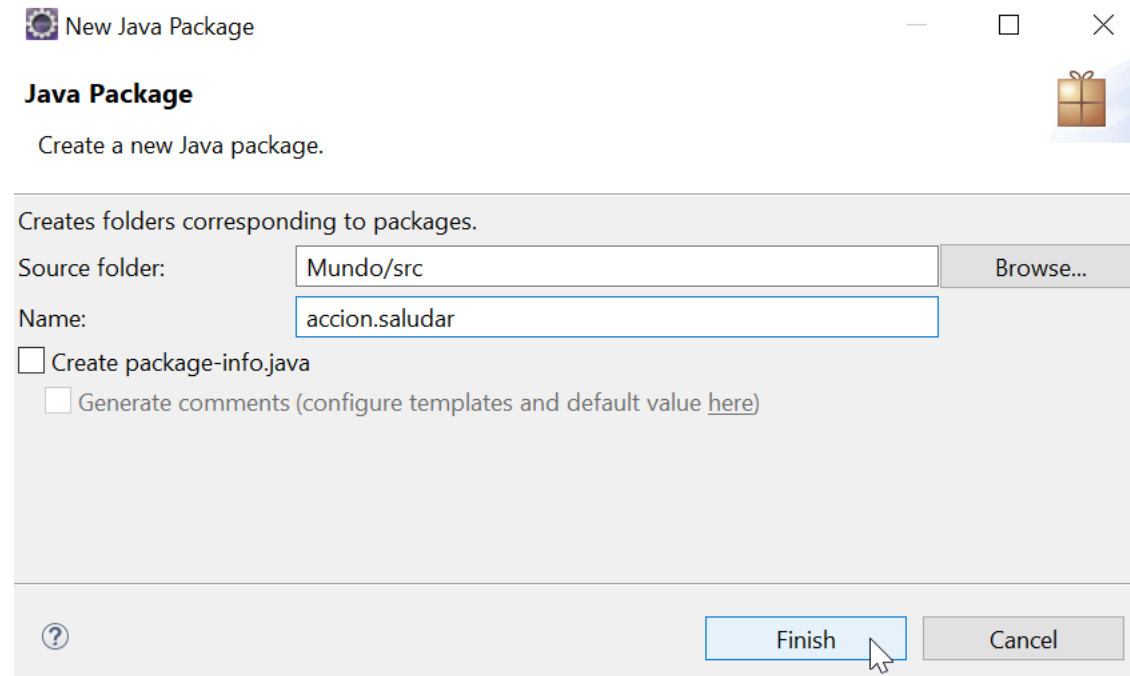 New Java Package
Java Package
Create a new Java package.
Creates folders corresponding to packages.
Source folder: Mundo/src Browse...
Name: accion.saludar
Create package-info.java
Generate comments (configure templates and default value here)
? Finish Cancel